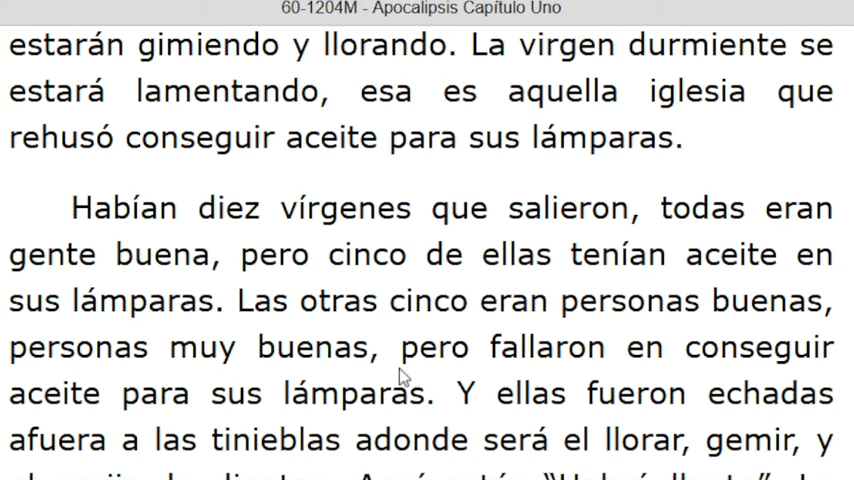 60-1204M - Apocalipsis Capítulo Uno
estarán gimiendo y llorando. La virgen durmiente se
estará lamentando, esa es aquella iglesia que
rehusó conseguir aceite para sus lámparas.
Habían diez vírgenes que salieron, todas eran
gente buena, pero cinco de ellas tenían aceite en
sus lámparas. Las otras cinco eran personas buenas,
personas muy buenas, pero fallaron en conseguir
aceite para sus lámparas. Y ellas fueron echadas
afuera a las tinieblas adonde será el llorar, gemir, y